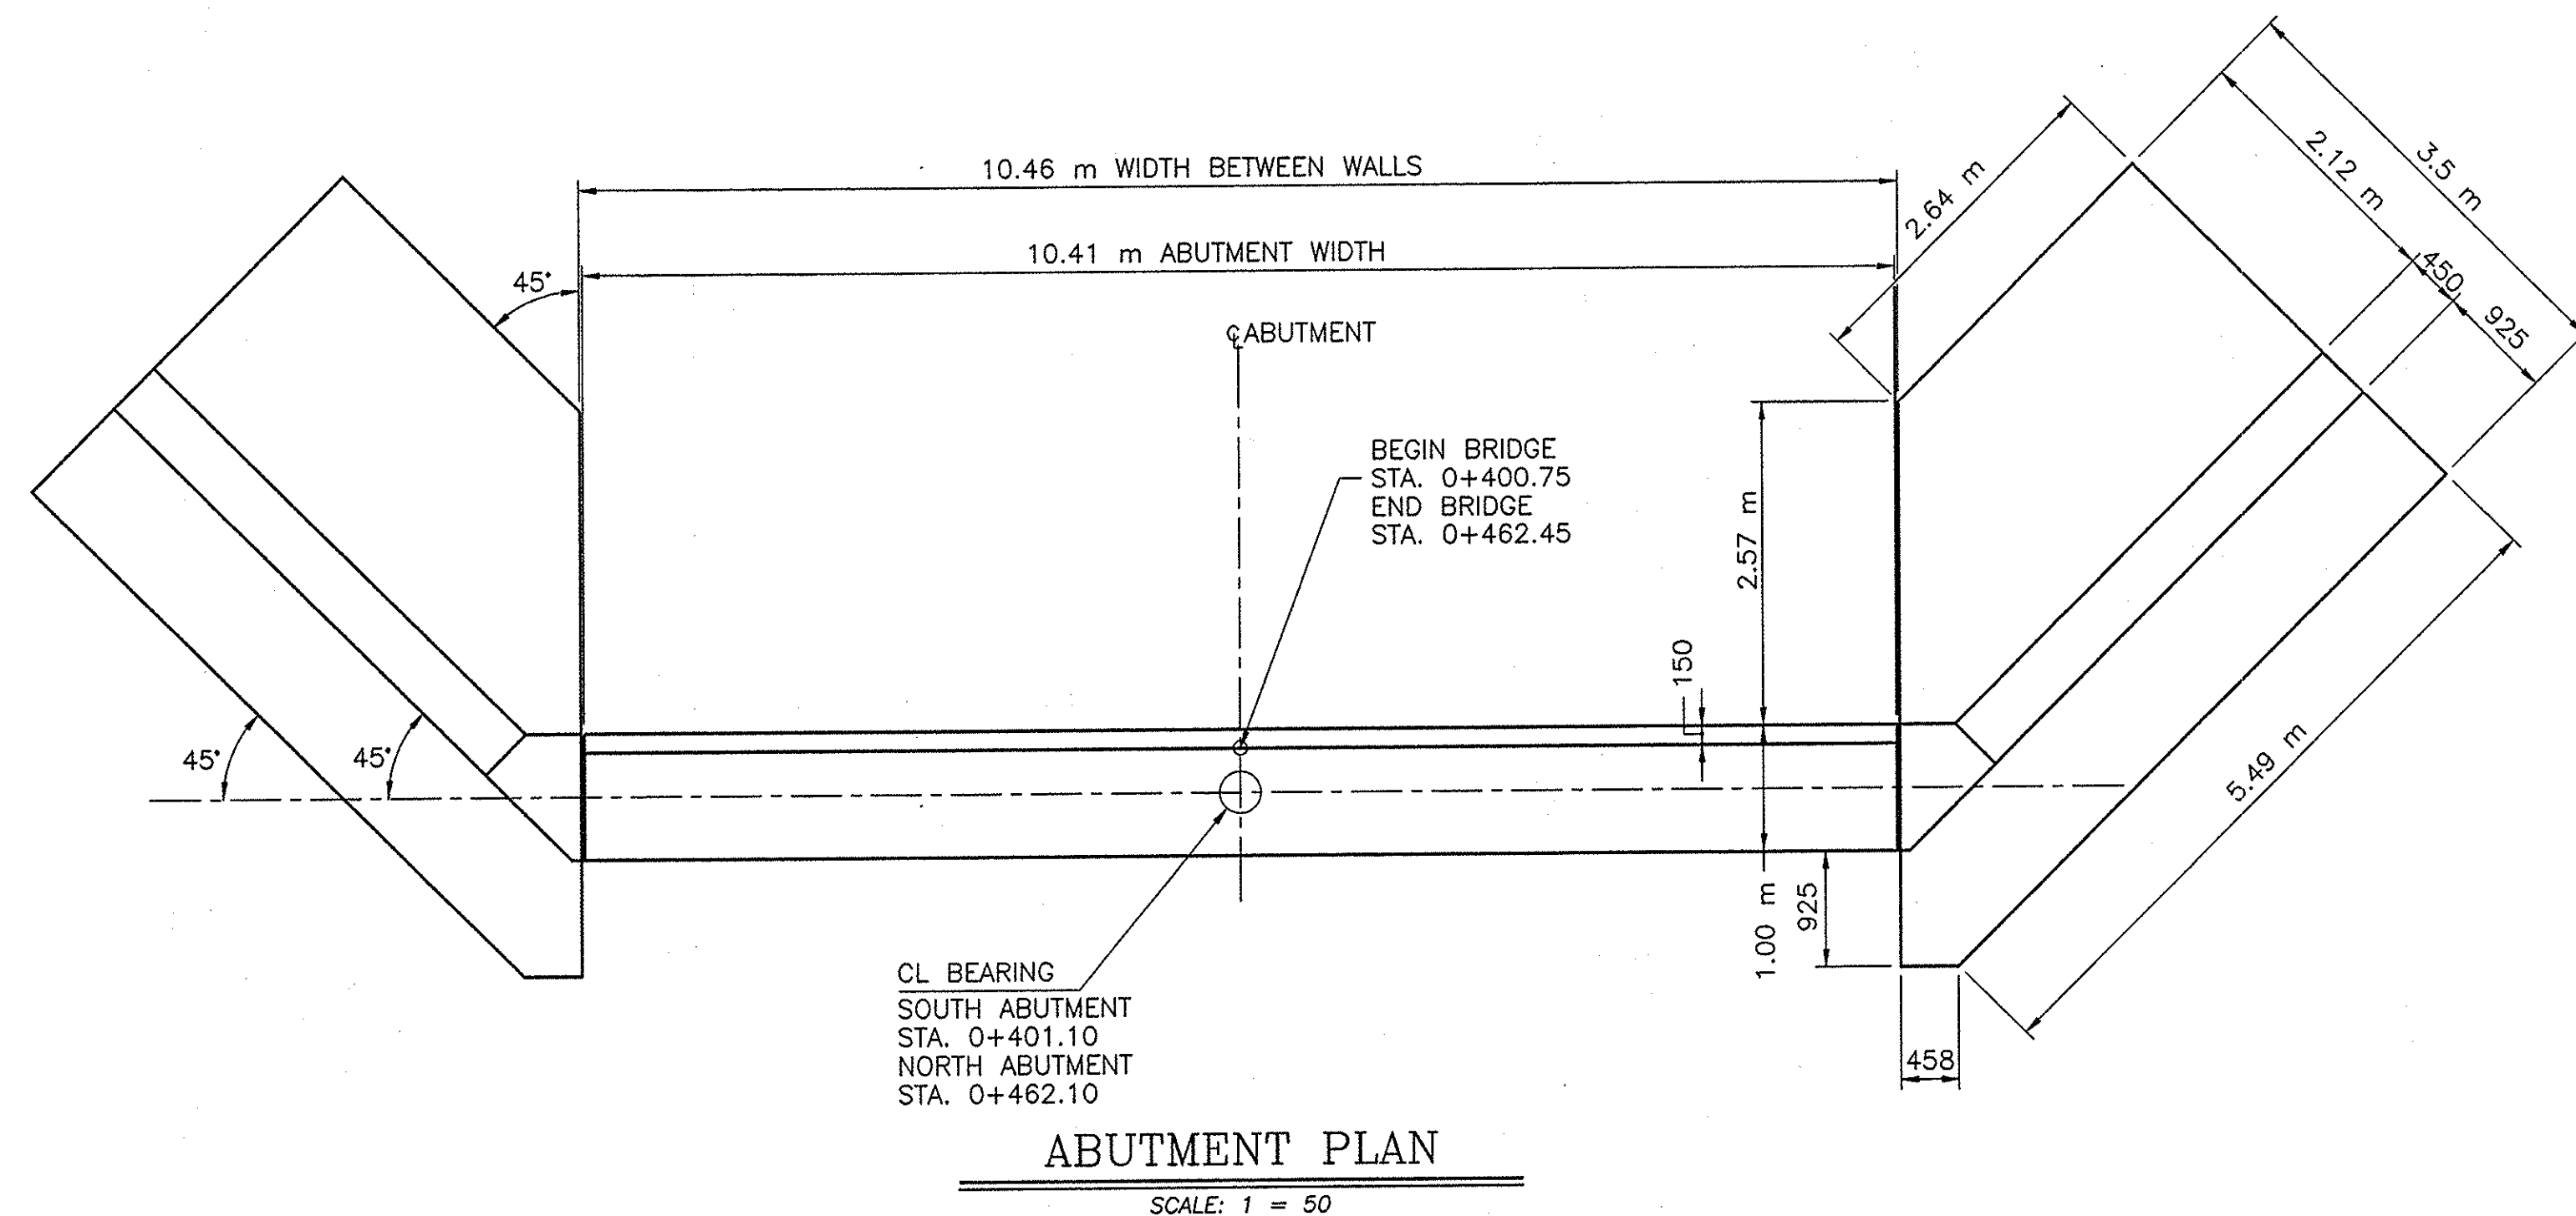 10.46 m WIDTH BETWEEN WALLS
10.41 m ABUTMENT WIDTH
45°
℄ ABUTMENT
BEGIN BRIDGE
STA. 0+400.75
END BRIDGE
STA. 0+462.45
2.64 m
3.5 m
2.12 m
450
925
2.57 m
150
45°
45°
5.49 m
1.00 m
925
458
CL BEARING
SOUTH ABUTMENT
STA. 0+401.10
NORTH ABUTMENT
STA. 0+462.10
ABUTMENT PLAN
SCALE: 1 = 50